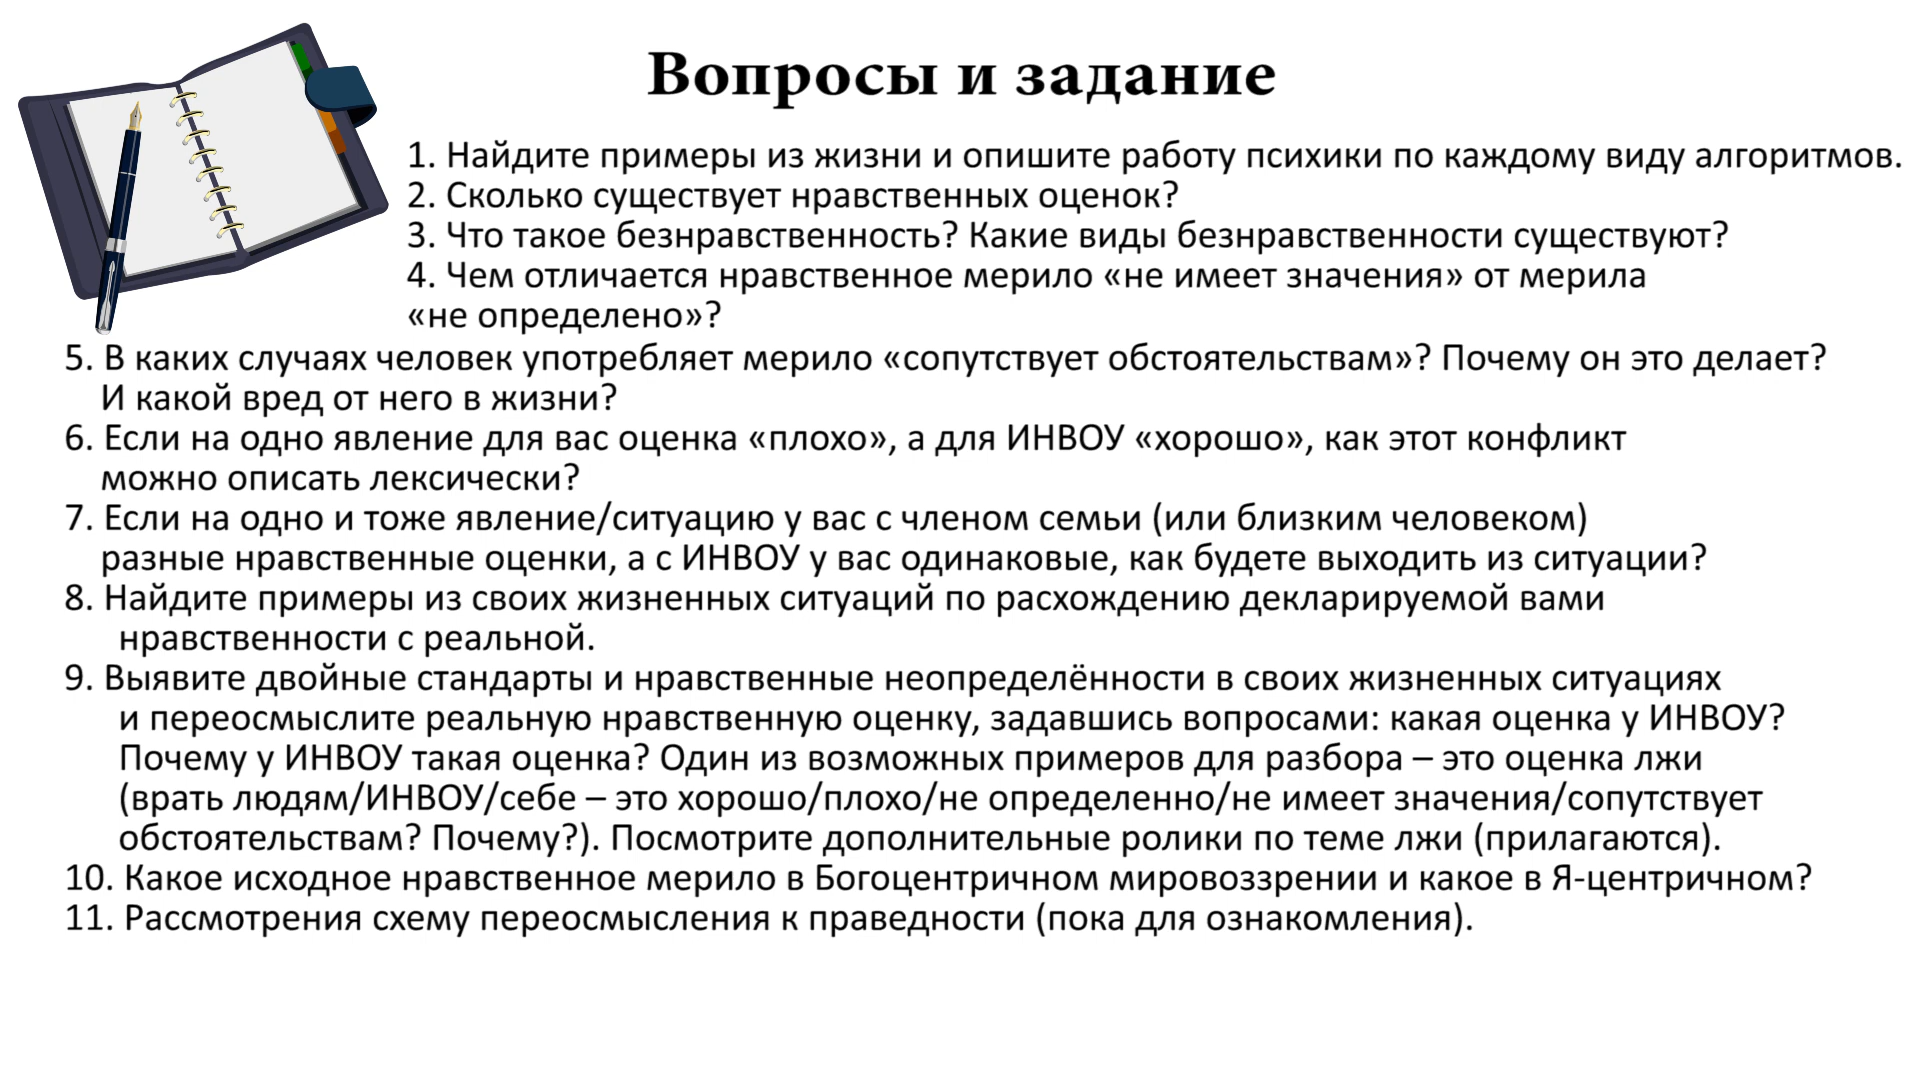 Вопросы и задание
1. Найдите примеры из жизни и опишите работу психики по каждому виду алгоритмов.
2. Сколько существует нравственных оценок?
3. Что такое безнравственность? Какие виды безнравственности существуют?
4. Чем отличается нравственное мерило «не имеет значения» от мерила
«не определено»?
5. В каких случаях человек употребляет мерило «сопутствует обстоятельствам»? Почему он это делает?
И какой вред от него в жизни?
6. Если на одно явление для вас оценка «плохо», а для ИНВОУ «хорошо», как этот конфликт
можно описать лексически?
7. Если на одно и тоже явление/ситуацию у вас с членом семьи (или близким человеком)
разные нравственные оценки, а с ИНВОУ у вас одинаковые, как будете выходить из ситуации?
8. Найдите примеры из своих жизненных ситуаций по расхождению декларируемой вами
нравственности с реальной.
9. Выявите двойные стандарты и нравственные неопределённости в своих жизненных ситуациях
и переосмыслите реальную нравственную оценку, задавшись вопросами: какая оценка у ИНВОУ?
Почему у ИНВОУ такая оценка? Один из возможных примеров для разбора – это оценка лжи
(врать людям/ИНВОУ/себе – это хорошо/плохо/не определенно/не имеет значения/сопутствует
обстоятельствам? Почему?). Посмотрите дополнительные ролики по теме лжи (прилагаются).
10. Какое исходное нравственное мерило в Богоцентричном мировоззрении и какое в Я-центричном?
11. Рассмотрения схему переосмысления к праведности (пока для ознакомления).